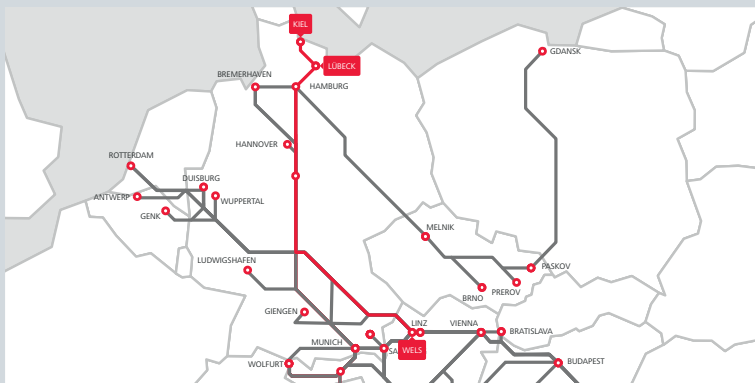 KIEL
LÜBECK
BREMERHAVEN
HAMBURG
GDANSK
HANNOVER
ROTTERDAM
DUISBURG
ANTWERP
WUPPERTAL
GENK
MELNIK
LUDWIGSHAFEN
PASKOV
PREROV
BRNO
GIENGEN
LINZ
VIENNA
BRATISLAVA
MUNICH
SA
WELS
WOLFURT
BUDAPEST